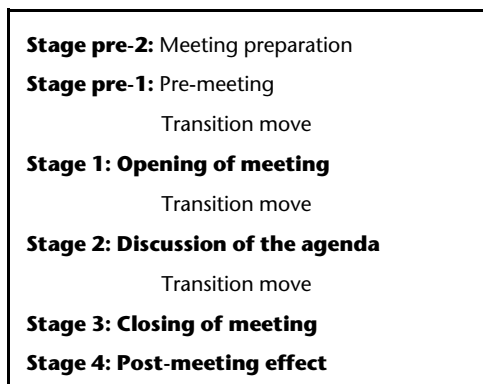 Stage pre-2: Meeting preparation
Stage pre-1: Pre-meeting
Transition move
Stage 1: Opening of meeting
Transition move
Stage 2: Discussion of the agenda
Transition move
Stage 3: Closing of meeting
Stage 4: Post-meeting effect